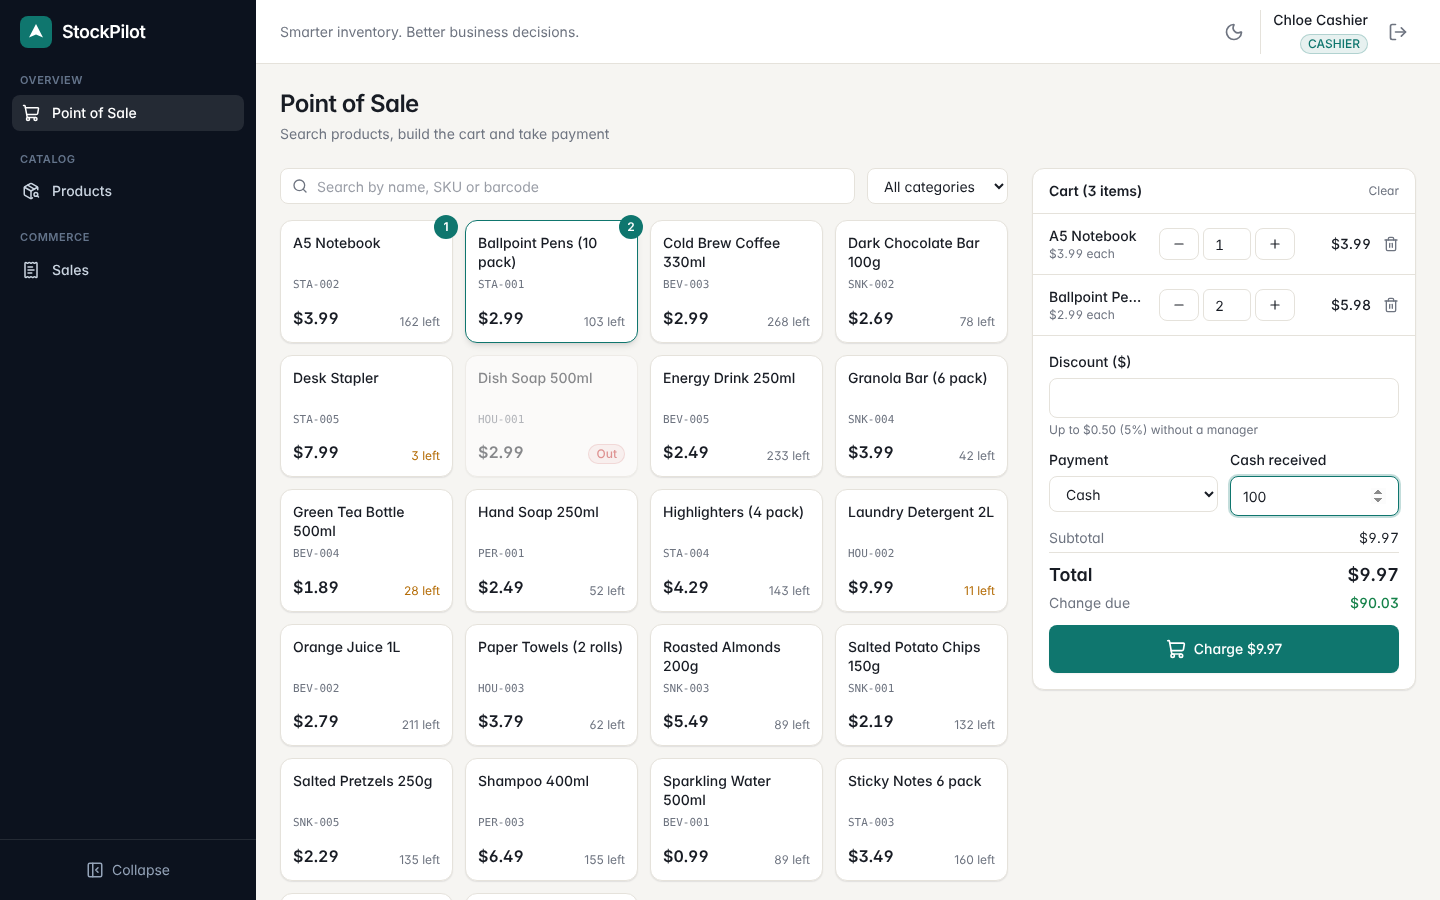 StockPilot
OVERVIEW
Point of Sale
CATALOG
Products
COMMERCE
Sales
Collapse
Smarter inventory. Better business decisions.
Chloe Cashier
CASHIER
Point of Sale
Search products, build the cart and take payment
Search by name, SKU or barcode
All categories
1
A5 Notebook
STA-002
$3.99
162 left
2
Ballpoint Pens (10
pack)
STA-001
$2.99
103 left
Cold Brew Coffee
330ml
BEV-003
$2.99
268 left
Dark Chocolate Bar
100g
SNK-002
$2.69
78 left
Desk Stapler
STA-005
$7.99
3 left
Dish Soap 500ml
HOU-001
$2.99
Out
Energy Drink 250ml
BEV-005
$2.49
233 left
Granola Bar (6 pack)
SNK-004
$3.99
42 left
Green Tea Bottle
500ml
BEV-004
$1.89
28 left
Hand Soap 250ml
PER-001
$2.49
52 left
Highlighters (4 pack)
STA-004
$4.29
143 left
Laundry Detergent 2L
HOU-002
$9.99
11 left
Orange Juice 1L
BEV-002
$2.79
211 left
Paper Towels (2 rolls)
HOU-003
$3.79
62 left
Roasted Almonds
200g
SNK-003
$5.49
89 left
Salted Potato Chips
150g
SNK-001
$2.19
132 left
Salted Pretzels 250g
SNK-005
$2.29
135 left
Shampoo 400ml
PER-003
$6.49
155 left
Sparkling Water
500ml
BEV-001
$0.99
89 left
Sticky Notes 6 pack
STA-003
$3.49
160 left
Cart (3 items)
Clear
A5 Notebook
$3.99 each
1
$3.99
Ballpoint Pe...
$2.99 each
2
$5.98
Discount ($)
Up to $0.50 (5%) without a manager
Payment
Cash
Cash received
100
Subtotal
$9.97
Total
$9.97
Change due
$90.03
Charge $9.97